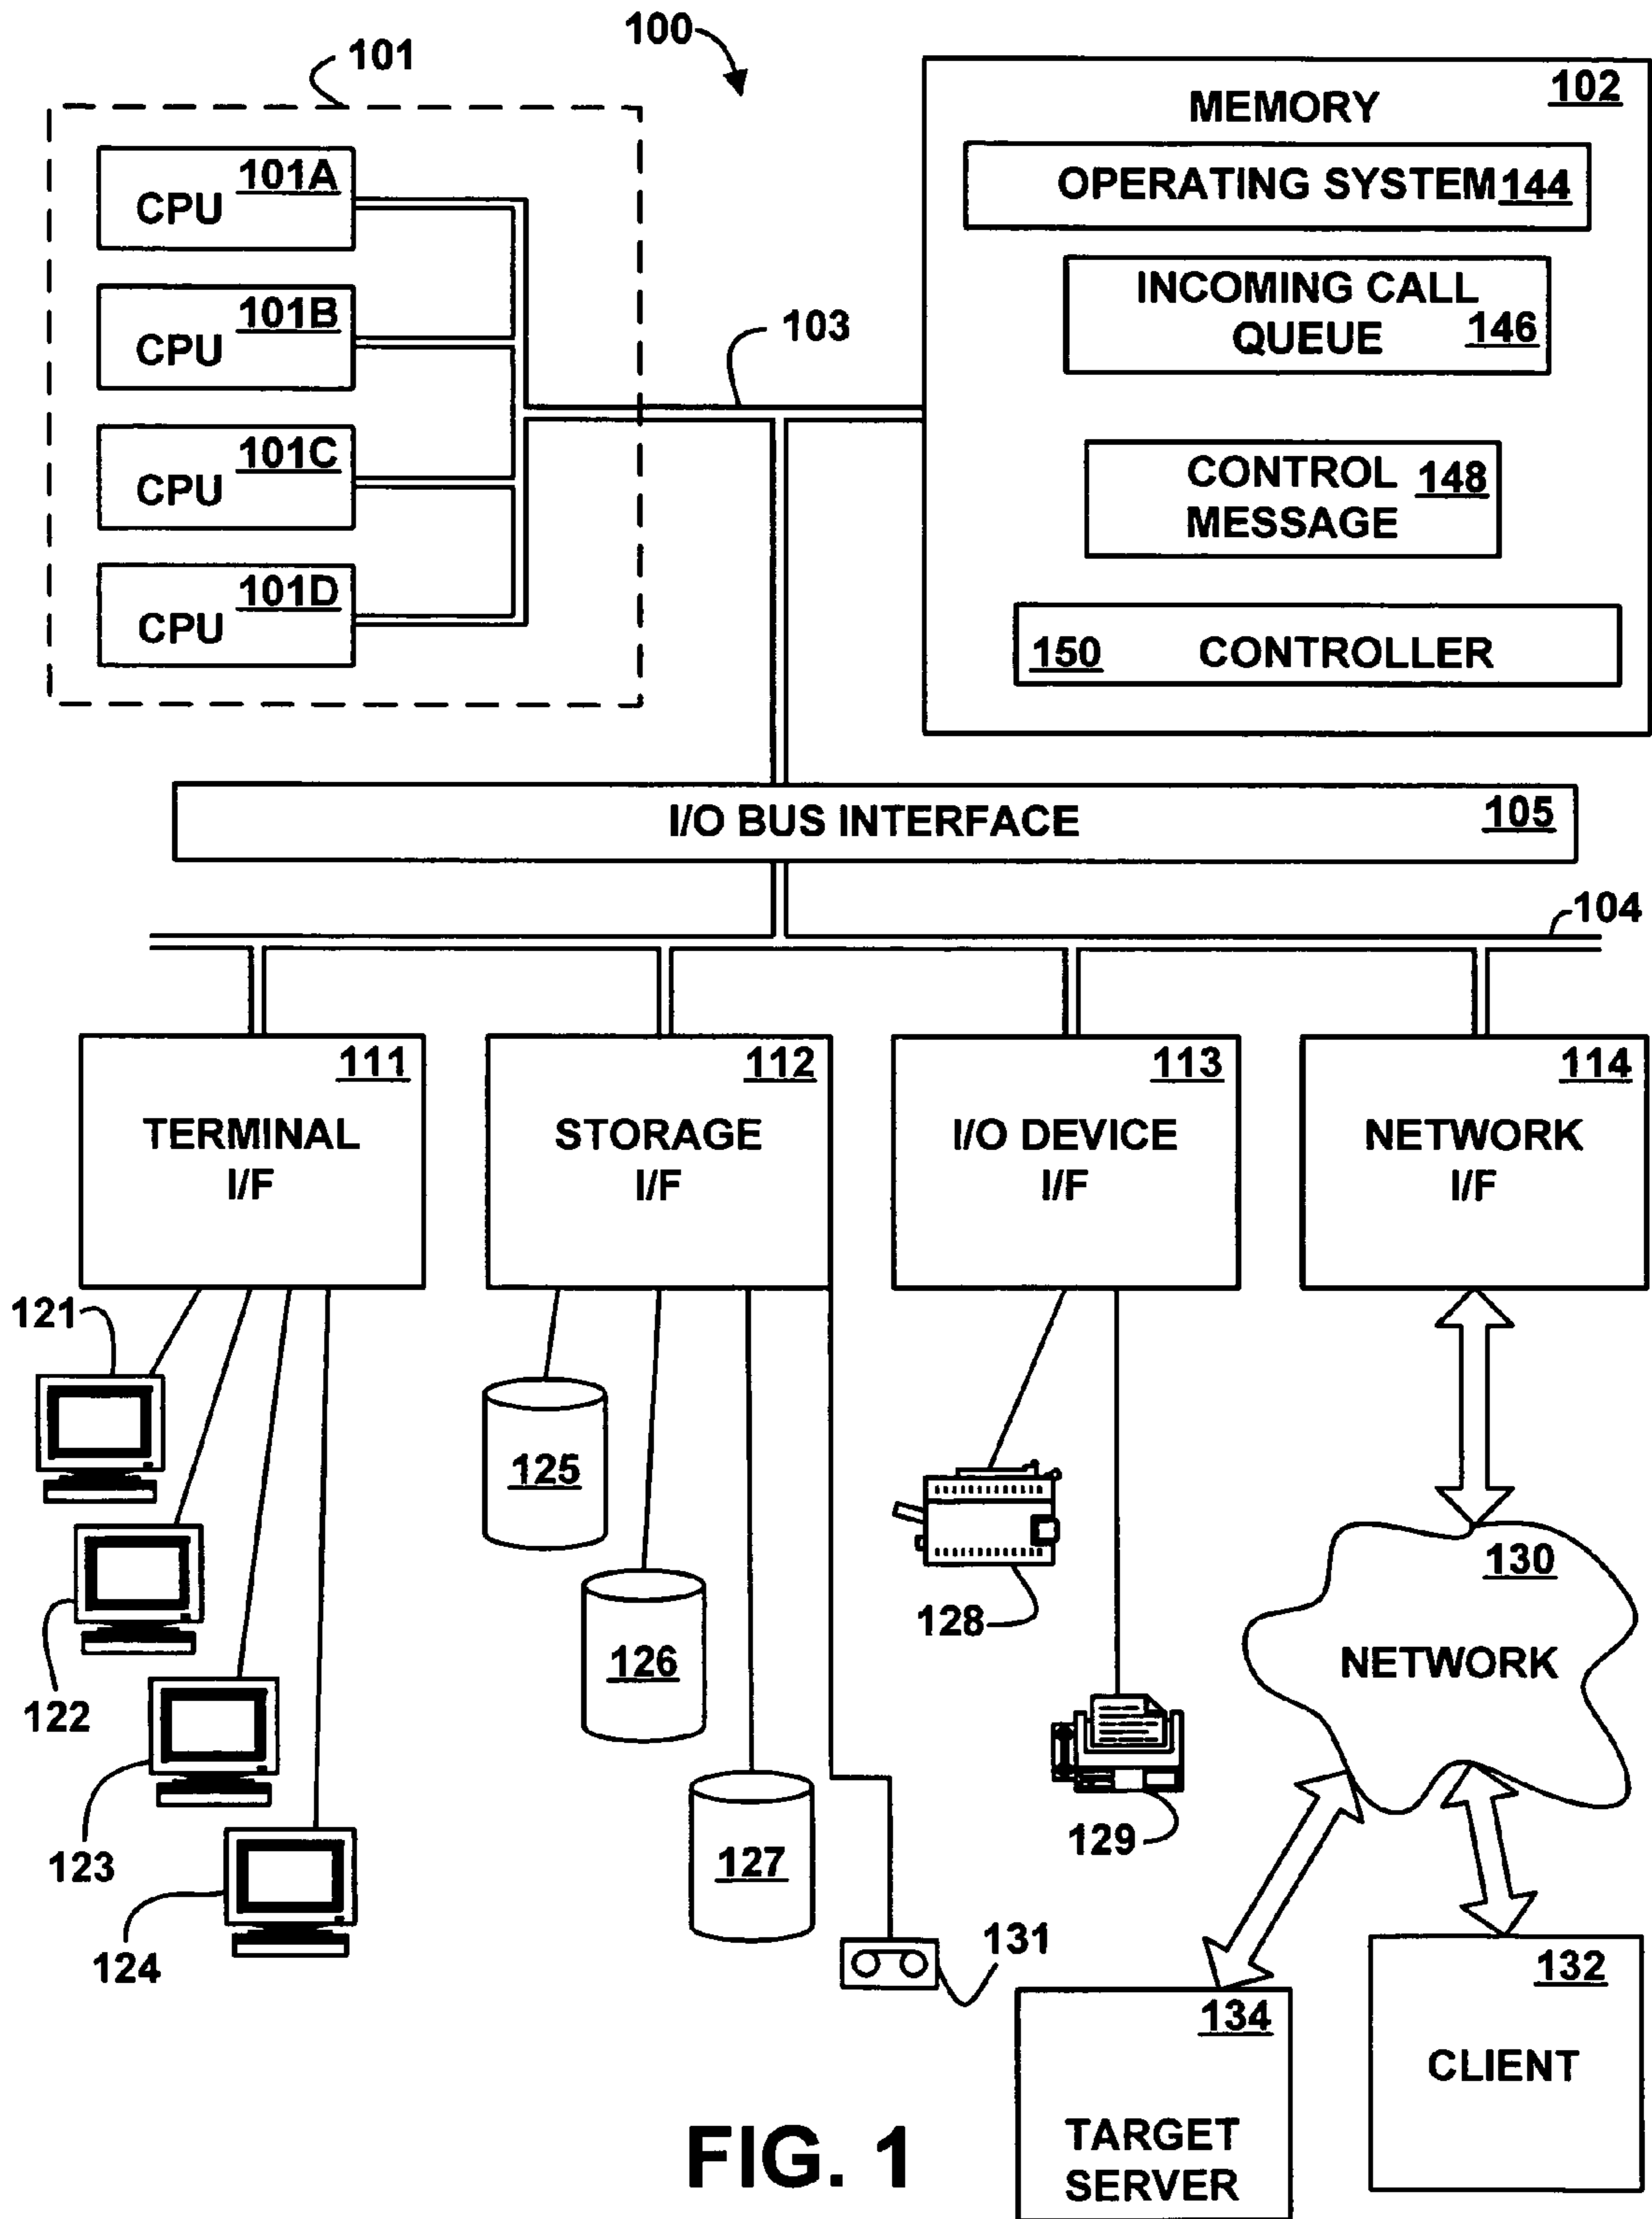 100
101
102
MEMORY
CPU 101A
CPU 101B
CPU 101C
CPU 101D
OPERATING SYSTEM 144
INCOMING CALL
QUEUE 146
103
CONTROL 148
MESSAGE
150 CONTROLLER
I/O BUS INTERFACE 105
104
111
TERMINAL
I/F
112
STORAGE
I/F
113
I/O DEVICE
I/F
114
NETWORK
I/F
121
122
123
124
125
126
127
131
128
129
130
NETWORK
134
TARGET
SERVER
132
CLIENT
FIG. 1